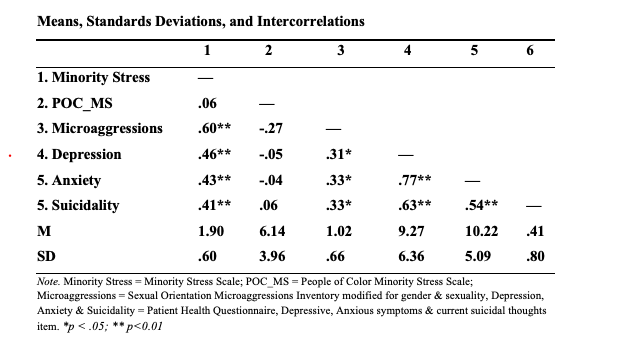 Means, Standards Deviations, and Intercorrelations
1 2 3 4 5 6
1. Minority Stress —
2. POC_MS .06 —
3. Microaggressions .60** -.27 —
4. Depression .46** -.05 .31* —
5. Anxiety .43** -.04 .33* .77** —
5. Suicidality .41** .06 .33* .63** .54** —
M 1.90 6.14 1.02 9.27 10.22 .41
SD .60 3.96 .66 6.36 5.09 .80
Note. Minority Stress = Minority Stress Scale; POC_MS = People of Color Minority Stress Scale;
Microaggressions = Sexual Orientation Microaggressions Inventory modified for gender & sexuality, Depression,
Anxiety & Suicidality = Patient Health Questionnaire, Depressive, Anxious symptoms & current suicidal thoughts
item. *p < .05; ** p<0.01